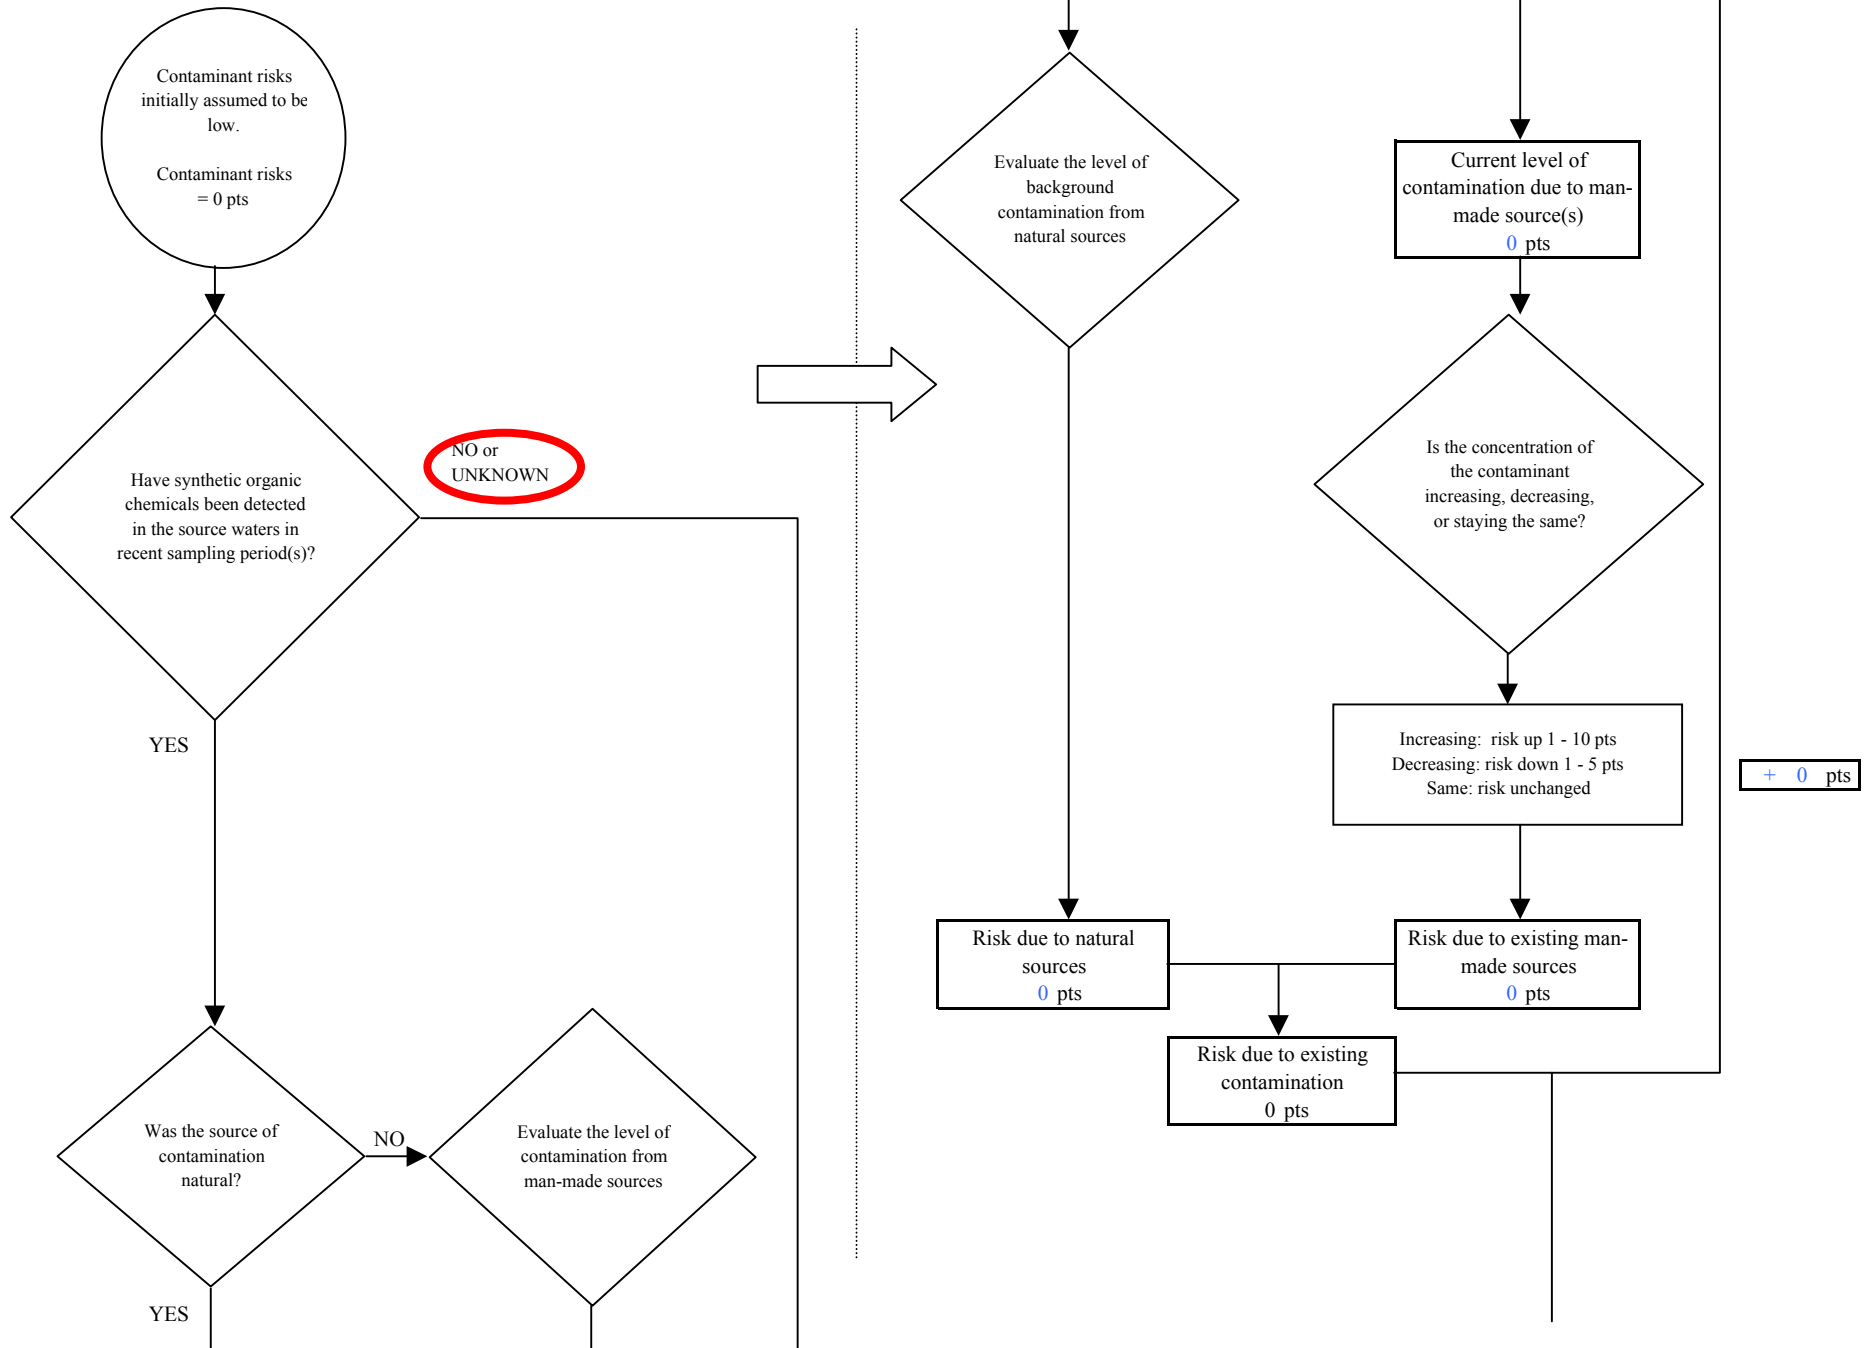 Contaminant risks
initially assumed to be
low.
Contaminant risks
= 0 pts
Have synthetic organic
chemicals been detected
in the source waters in
recent sampling period(s)?
NO or
UNKNOWN
YES
Was the source of
contamination
natural?
NO
Evaluate the level of
contamination from
man-made sources
YES
Evaluate the level of
background
contamination from
natural sources
Current level of
contamination due to man-
made source(s)
0 pts
Is the concentration of
the contaminant
increasing, decreasing,
or staying the same?
Increasing: risk up 1 - 10 pts
Decreasing: risk down 1 - 5 pts
Same: risk unchanged
+ 0 pts
Risk due to natural
sources
0 pts
Risk due to existing man-
made sources
0 pts
Risk due to existing
contamination
0 pts